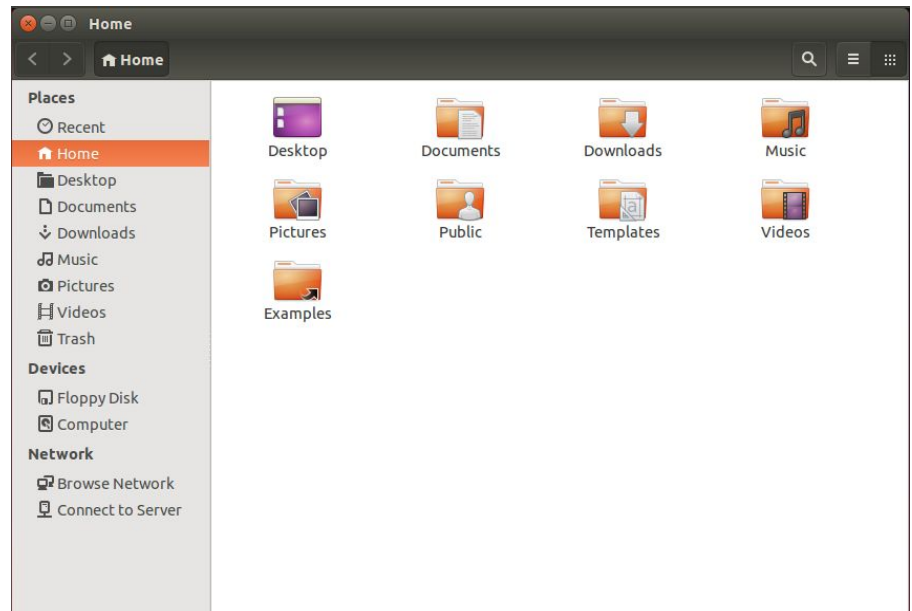 Home
Home
Places
Recent
Home
Desktop
Documents
Downloads
Music
Pictures
Videos
Trash
Devices
Floppy Disk
Computer
Network
Browse Network
Connect to Server
Desktop Documents Downloads Music
Pictures Public Templates Videos
Examples